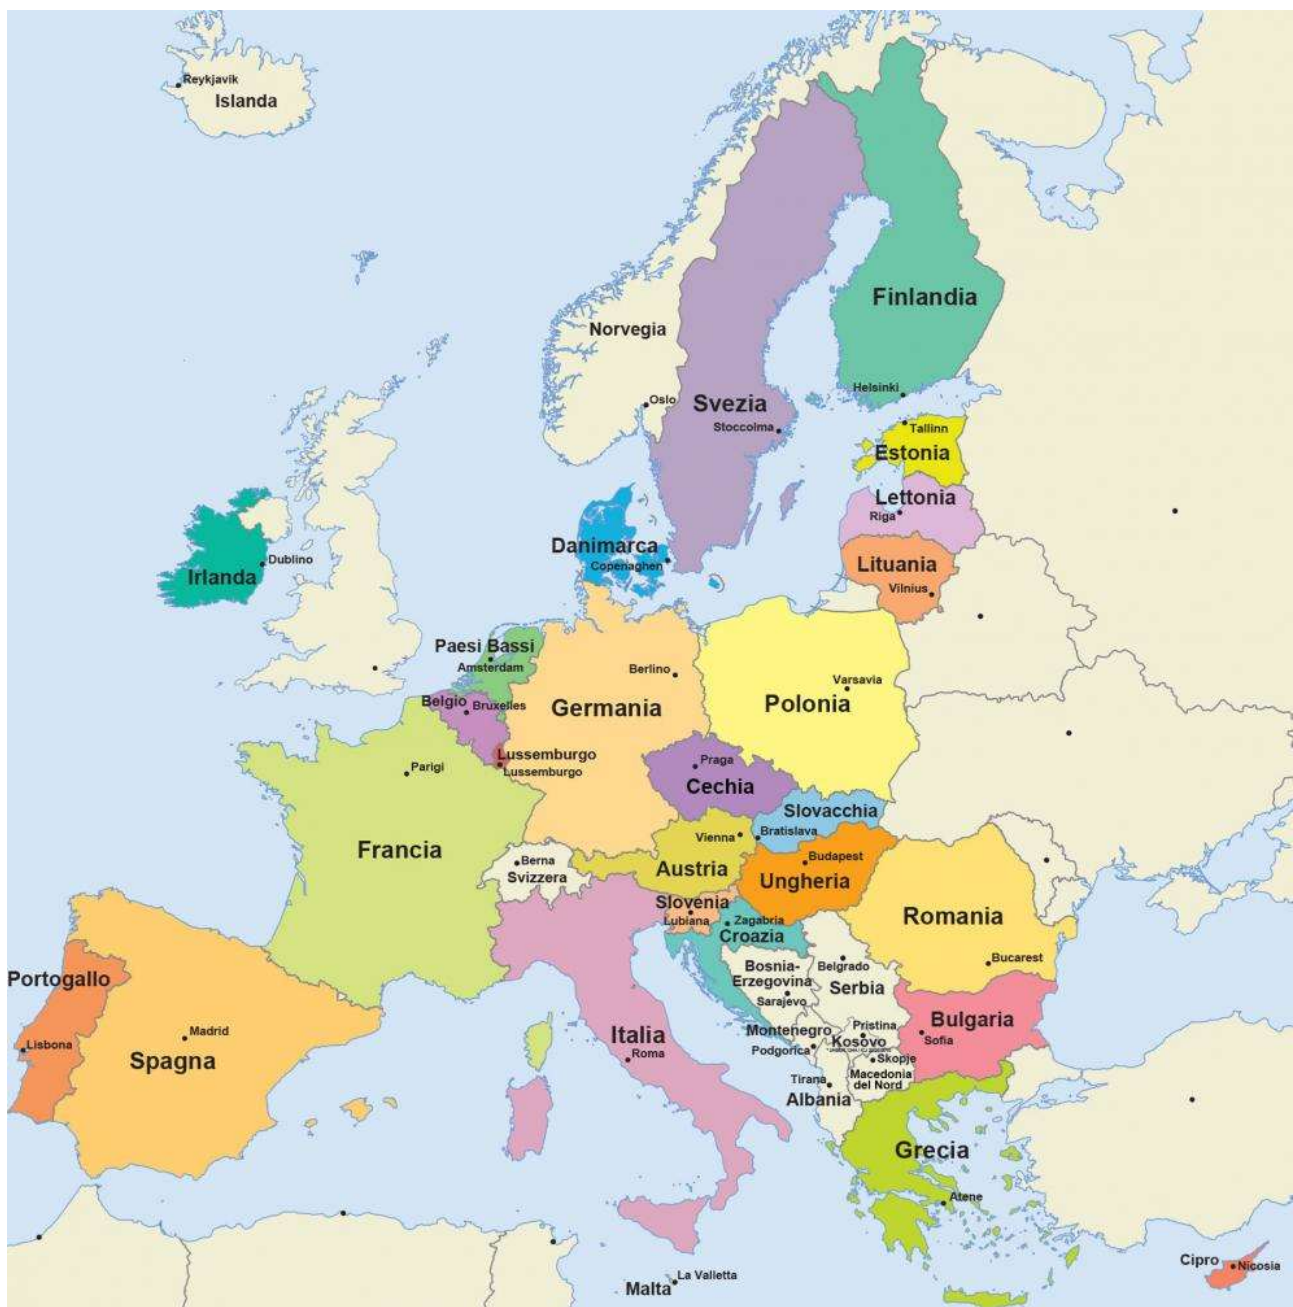 Reykjavík
Islanda
Finlandia
Norvegia
Helsinki
Oslo
Svezia
Stoccolma
Tallinn
Estonia
Lettonia
Riga
Danimarca
Copenaghen
Dublino
Irlanda
Lituania
Vilnius
Paesi Bassi
Amsterdam
Berlino
Varsavia
Belgio
Bruxelles
Germania
Polonia
Lussemburgo
Lussemburgo
Parigi
Praga
Cechia
Slovacchia
Bratislava
Vienna
Francia
Berna
Svizzera
Austria
Budapest
Ungheria
Slovenia
Lubiana
Zagabria
Croazia
Romania
Bucarest
Bosnia-
Erzegovina
Sarajevo
Belgrado
Serbia
Portogallo
Lisbona
Madrid
Spagna
Italia
Roma
Montenegro
Podgorica
Pristina
Kosovo
Bulgaria
Sofia
Skopje
Macedonia
del Nord
Tirana
Albania
Grecia
Atene
Cipro
Nicosia
La Valletta
Malta